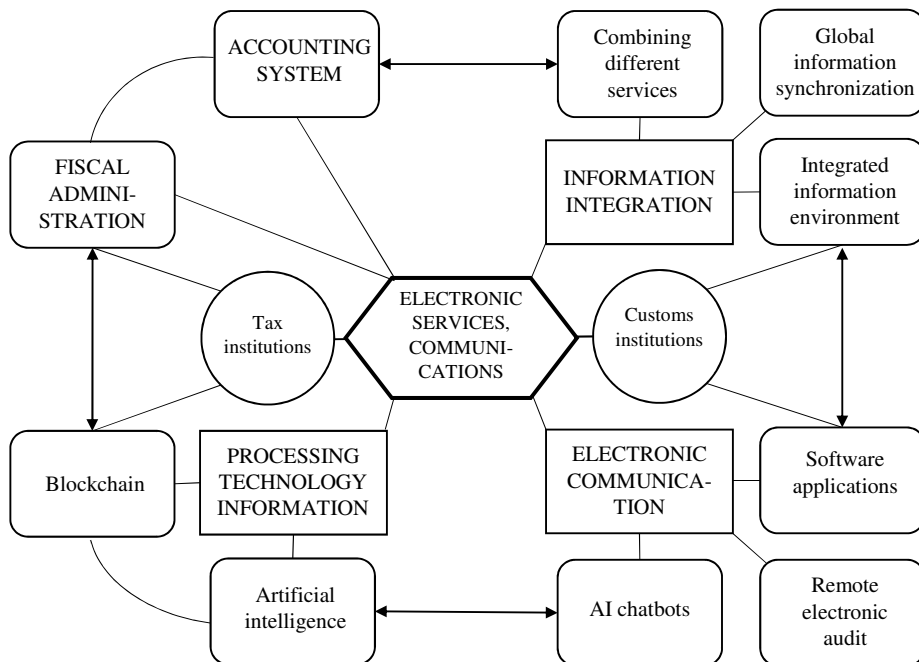 ACCOUNTING
SYSTEM
Combining
different
services
Global
information
synchronization
FISCAL
ADMINI-
STRATION
INFORMATION
INTEGRATION
Integrated
information
environment
Tax
institutions
ELECTRONIC
SERVICES,
COMMUNI-
CATIONS
Customs
institutions
Blockchain
PROCESSING
TECHNOLOGY
INFORMATION
ELECTRONIC
COMMUNICA-
TION
Software
applications
Artificial
intelligence
AI chatbots
Remote
electronic
audit